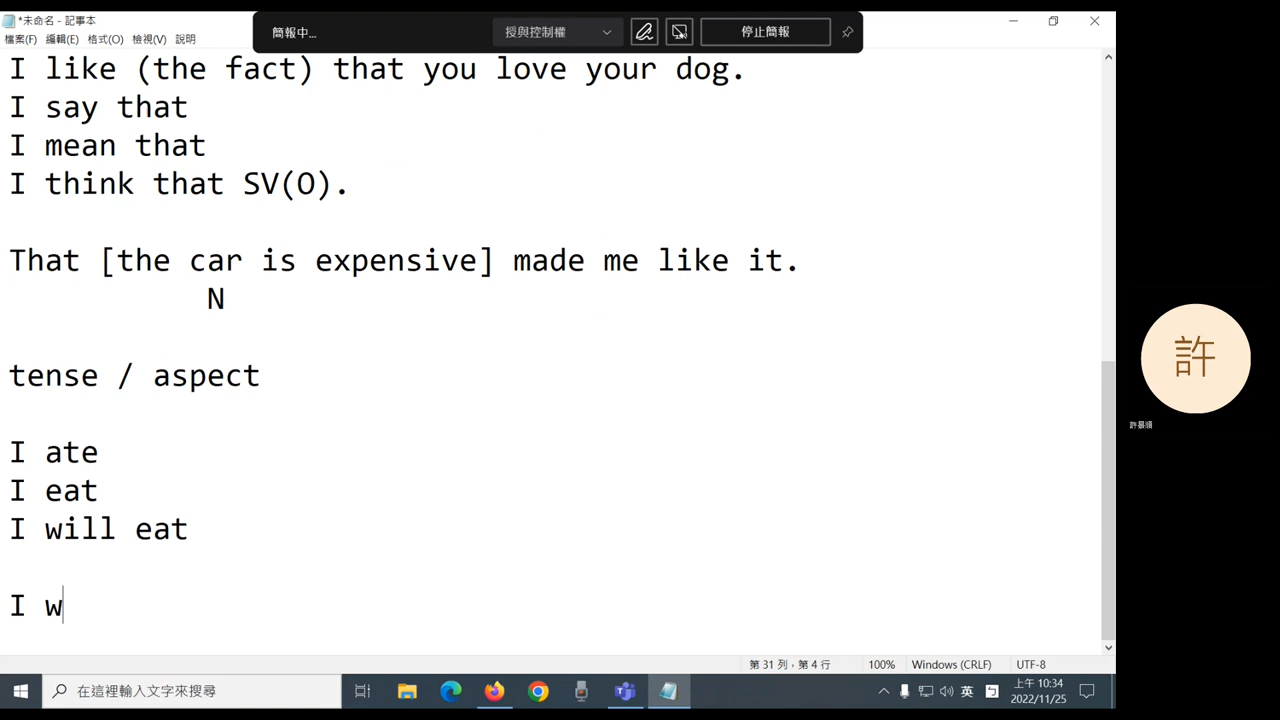 *未命名 - 記事本
簡報中...
授與控制權
停止簡報
檔案(F) 編輯(E) 格式(O) 檢視(V) 說明
I like (the fact) that you love your dog.
I say that
I mean that
I think that SV(O).
That [the car is expensive] made me like it.
N
tense / aspect
I ate
I eat
I will eat
I w
許
許景順
第 31 列，第 4 行
100%
Windows (CRLF)
UTF-8
在這裡輸入文字來搜尋
英
上午 10:34
2022/11/25